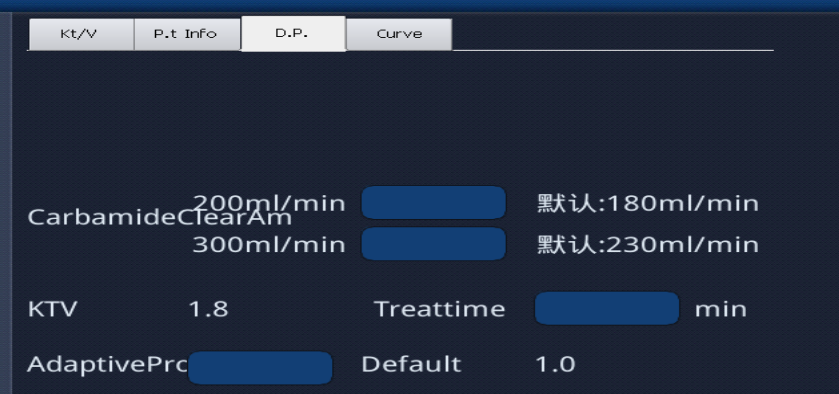 Kt/V P.t Info D.P. Curve
200ml/min 默认:180ml/min
CarbamideClearAm
300ml/min 默认:230ml/min
KTV 1.8 Treattime min
AdaptivePrc Default 1.0